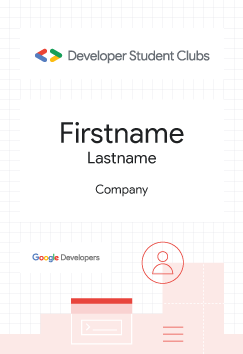 Developer Student Clubs
Firstname
Lastname
Company
Google Developers